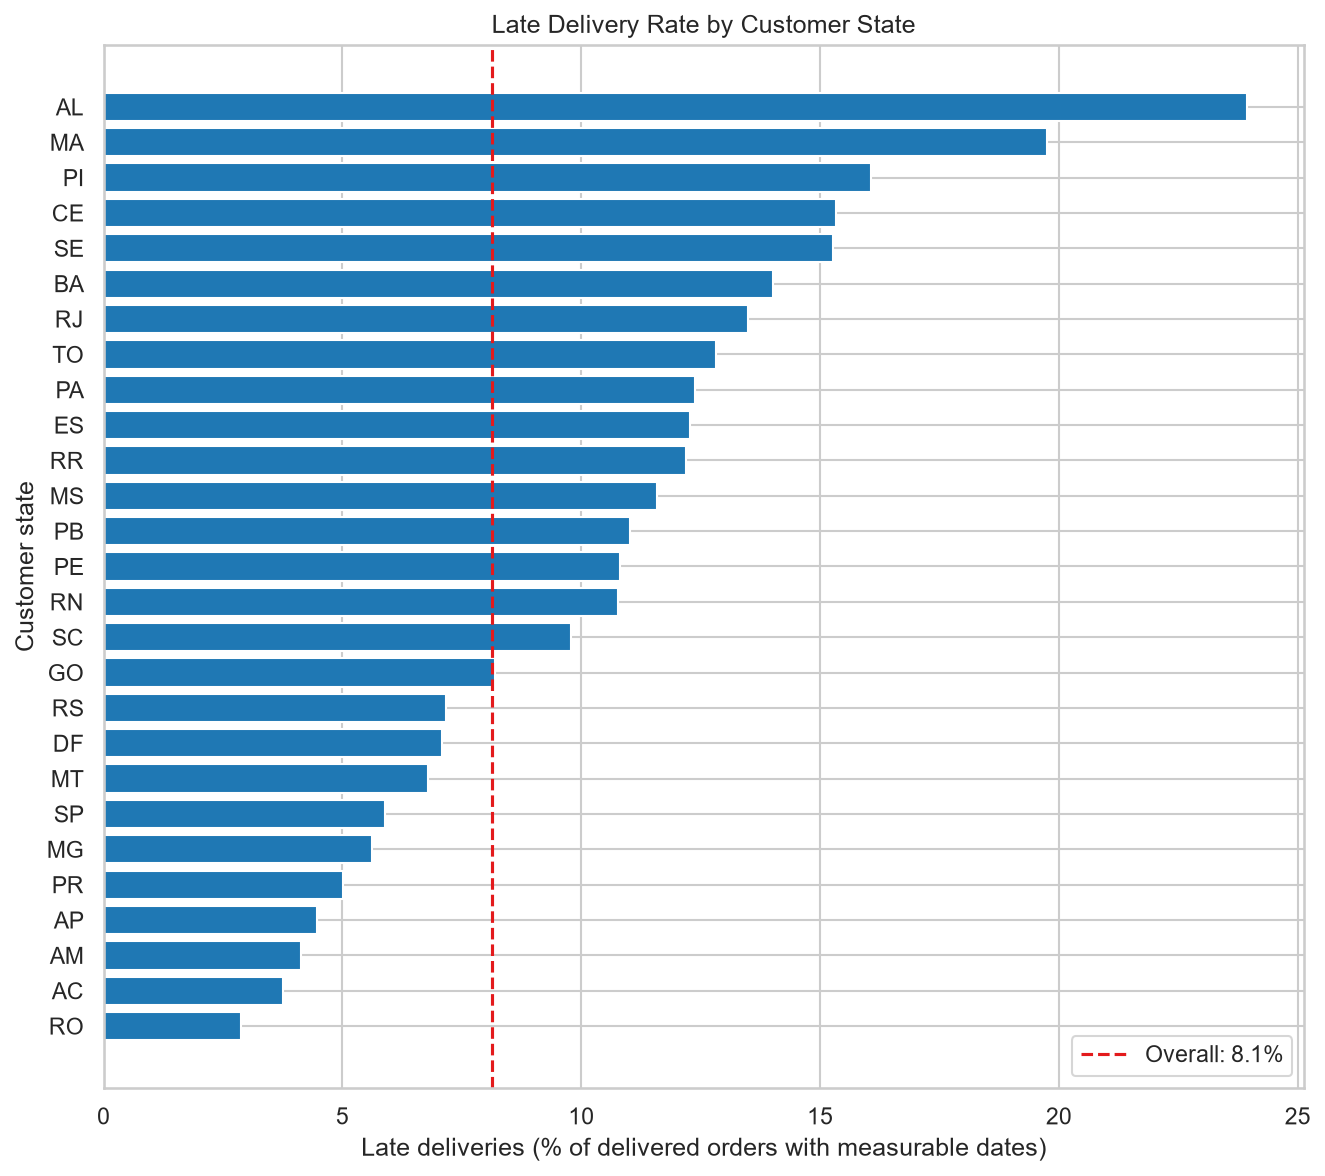 Late Delivery Rate by Customer State
AL
MA
PI
CE
SE
BA
RJ
TO
PA
ES
RR
MS
PB
PE
RN
SC
GO
RS
DF
MT
SP
MG
PR
AP
AM
AC
RO
Customer state
Overall: 8.1%
0 5 10 15 20 25
Late deliveries (% of delivered orders with measurable dates)